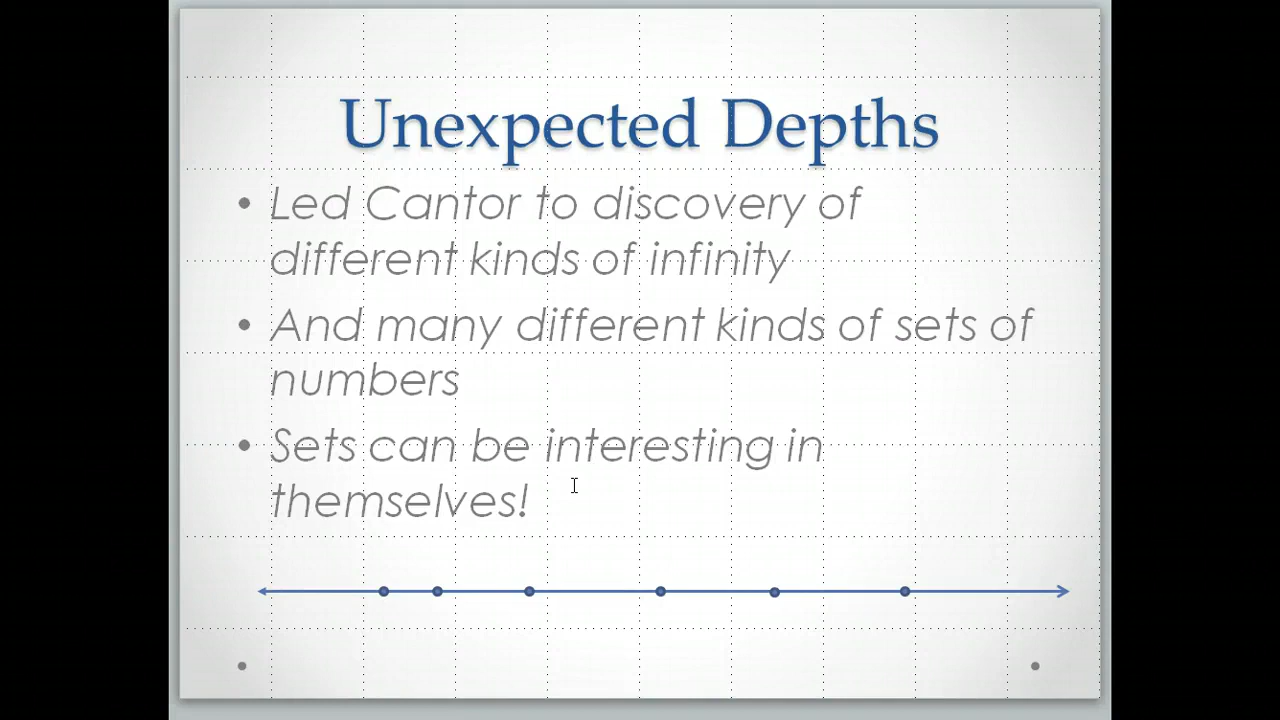 Unexpected Depths
• Led Cantor to discovery of
different kinds of infinity
• And many different kinds of sets of
numbers
• Sets can be interesting in
themselves!